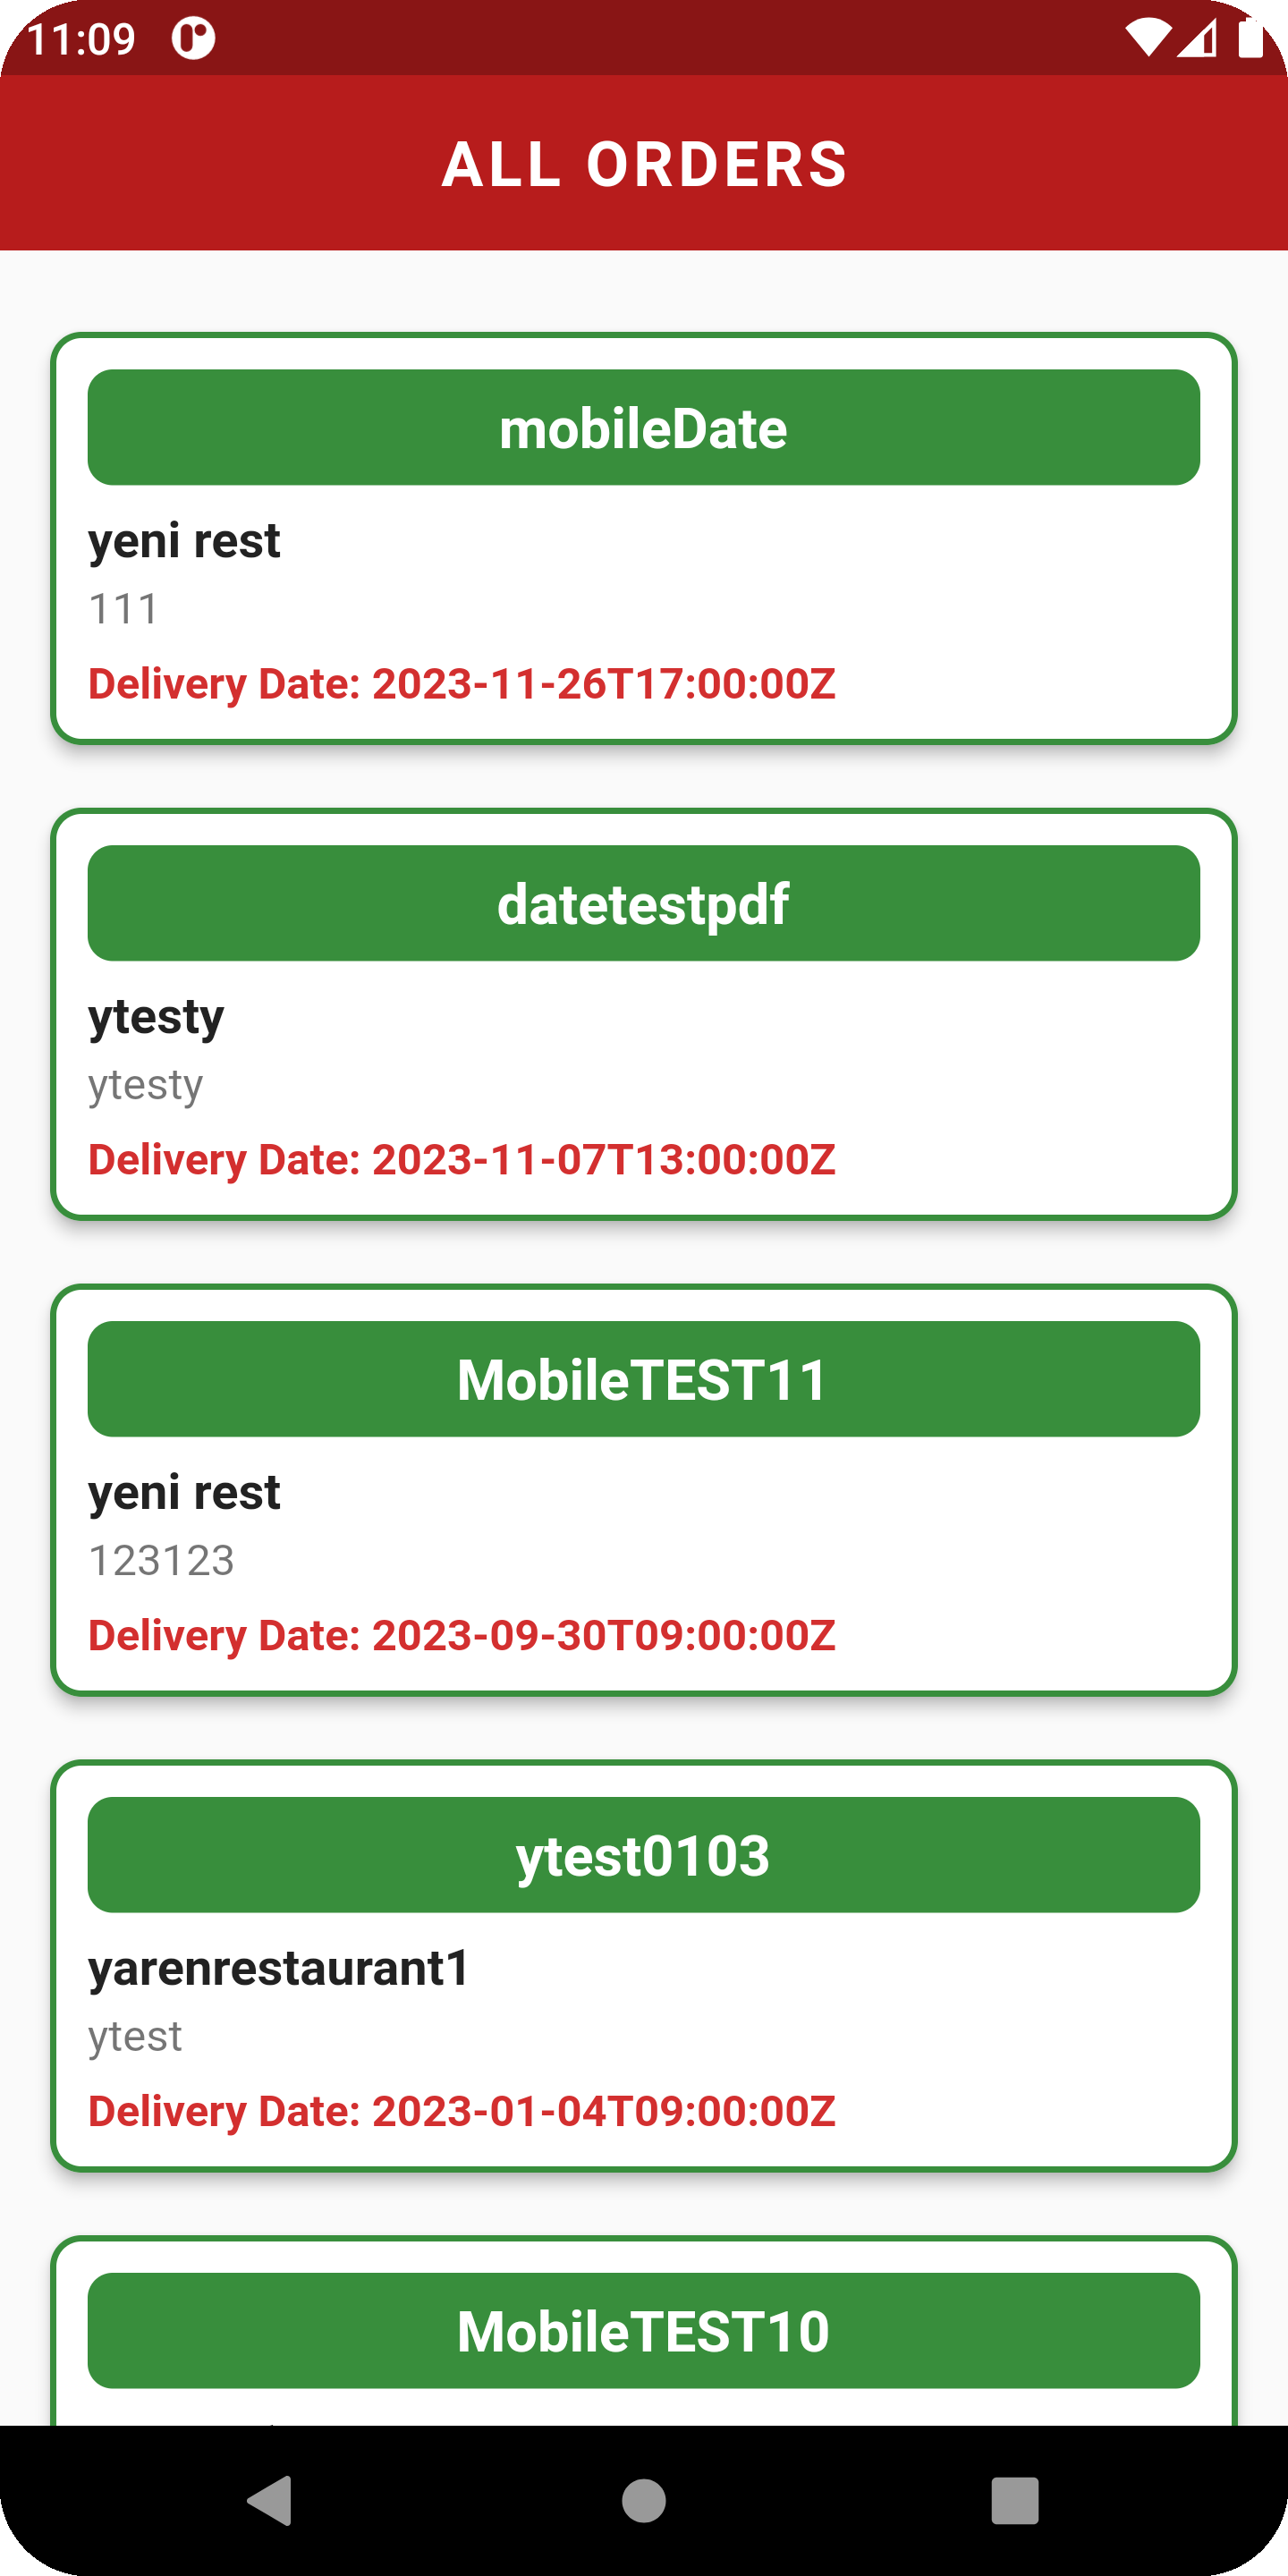 11:09
ALL ORDERS
mobileDate
yeni rest
111
Delivery Date: 2023-11-26T17:00:00Z
datetestpdf
ytesty
ytesty
Delivery Date: 2023-11-07T13:00:00Z
MobileTEST11
yeni rest
123123
Delivery Date: 2023-09-30T09:00:00Z
ytest0103
yarenrestaurant1
ytest
Delivery Date: 2023-01-04T09:00:00Z
MobileTEST10